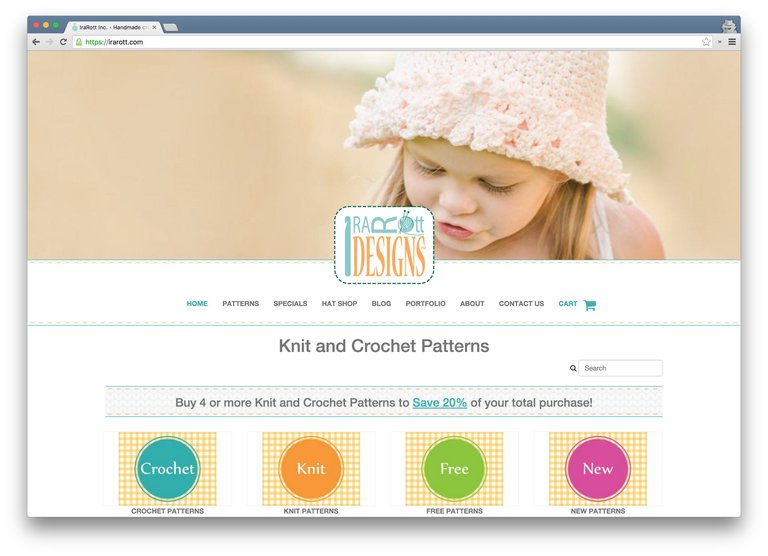 IraRott Inc. - Handmade cr
https://irarott.com
IRAROTT
DESIGNS
HOME PATTERNS SPECIALS HAT SHOP BLOG PORTFOLIO ABOUT CONTACT US CART
Knit and Crochet Patterns
Search
Buy 4 or more Knit and Crochet Patterns to Save 20% of your total purchase!
Crochet Knit Free New
CROCHET PATTERNS KNIT PATTERNS FREE PATTERNS NEW PATTERNS